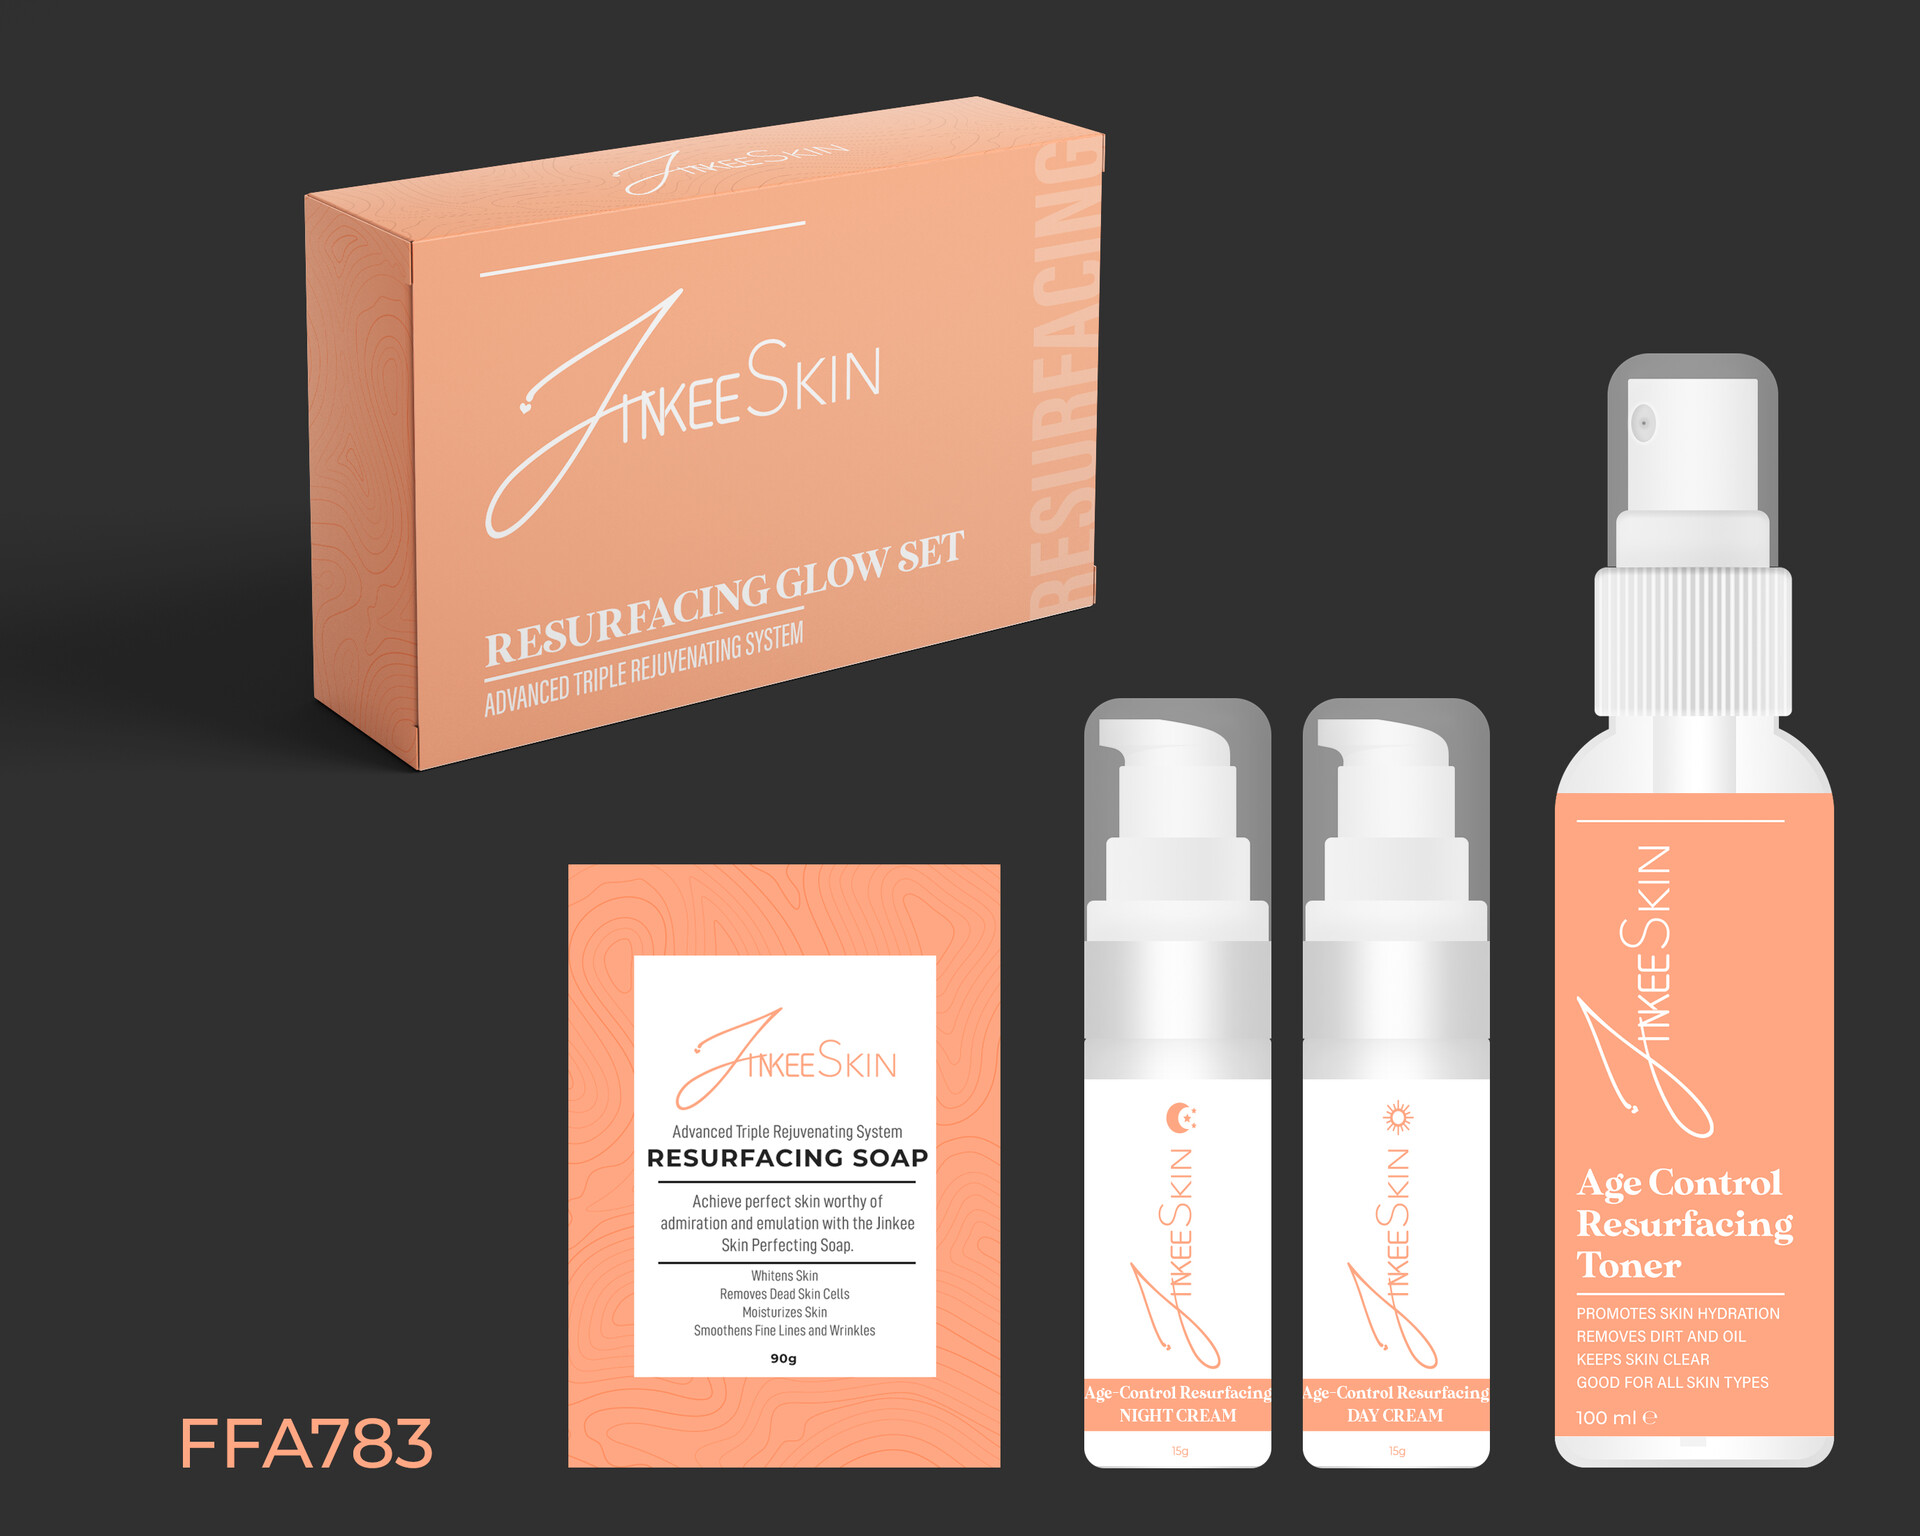 JINKEESKIN
JINKEESKIN
RESURFACING GLOW SET
ADVANCED TRIPLE REJUVENATING SYSTEM
RESURFACING
JINKEESKIN
Advanced Triple Rejuvenating System
RESURFACING SOAP
Achieve perfect skin worthy of
admiration and emulation with the Jinkee
Skin Perfecting Soap.
Whitens Skin
Removes Dead Skin Cells
Moisturizes Skin
Smoothens Fine Lines and Wrinkles
90g
JINKEESKIN
Age-Control Resurfacing
NIGHT CREAM
15g
JINKEESKIN
Age-Control Resurfacing
DAY CREAM
15g
JINKEESKIN
Age Control
Resurfacing
Toner
PROMOTES SKIN HYDRATION
REMOVES DIRT AND OIL
KEEPS SKIN CLEAR
GOOD FOR ALL SKIN TYPES
100 ml ℮
FFA783